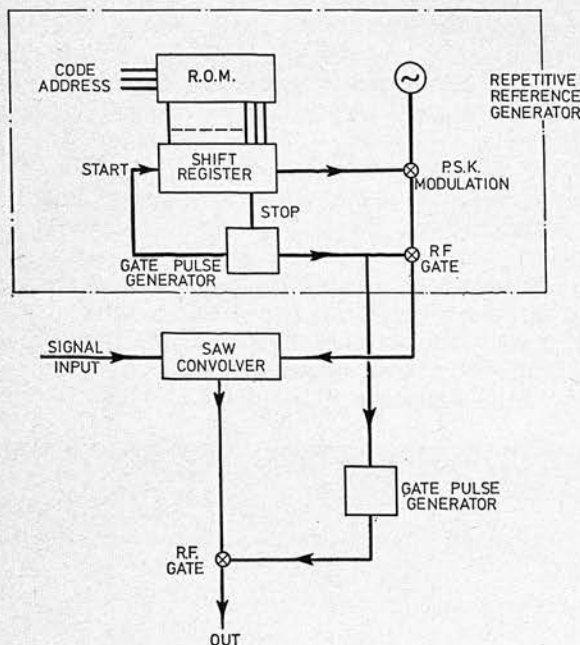 CODE
ADDRESS
R.O.M.
REPETITIVE
REFERENCE
GENERATOR
START
SHIFT
REGISTER
P.S.K.
MODULATION
STOP
GATE PULSE
GENERATOR
RF
GATE
SIGNAL
INPUT
SAW
CONVOLVER
GATE PULSE
GENERATOR
R.F.
GATE
OUT